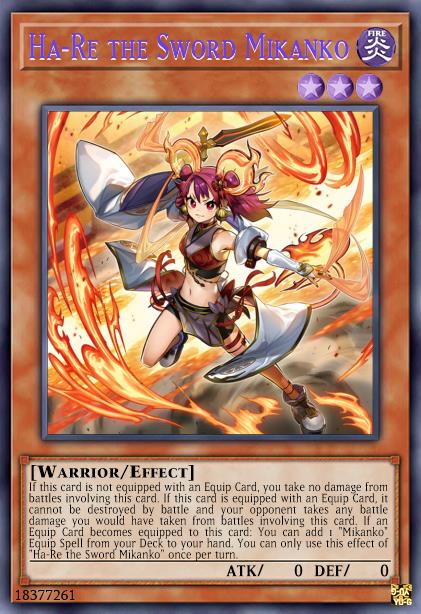 Ha-Re the Sword Mikanko
FIRE
炎
[Warrior/Effect]
If this card is not equipped with an Equip Card, you take no damage from
battles involving this card. If this card is equipped with an Equip Card, it
cannot be destroyed by battle and your opponent takes any battle
damage you would have taken from battles involving this card. If an
Equip Card becomes equipped to this card: You can add 1 "Mikanko"
Equip Spell from your Deck to your hand. You can only use this effect of
"Ha-Re the Sword Mikanko" once per turn.
ATK/ 0 DEF/ 0
18377261